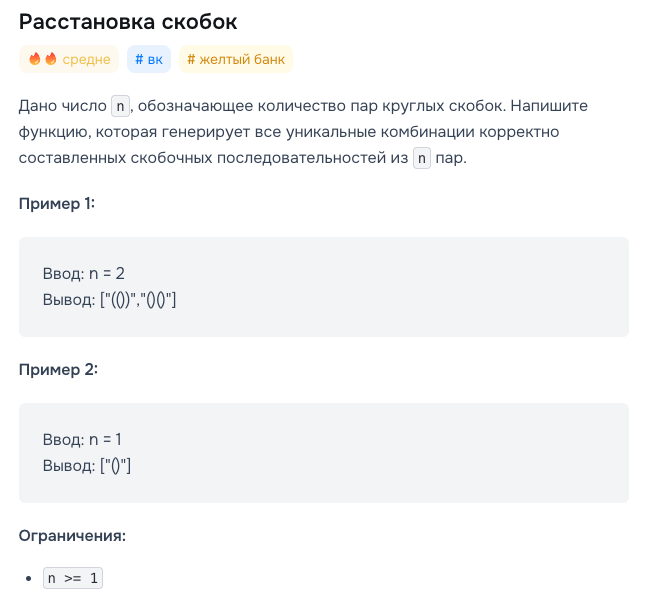 Расстановка скобок
🔥🔥 средне # вк # желтый банк
Дано число n, обозначающее количество пар круглых скобок. Напишите
функцию, которая генерирует все уникальные комбинации корректно
составленных скобочных последовательностей из n пар.
Пример 1:
Ввод: n = 2
Вывод: ["(())","()()"]
Пример 2:
Ввод: n = 1
Вывод: ["()"]
Ограничения:
• n >= 1